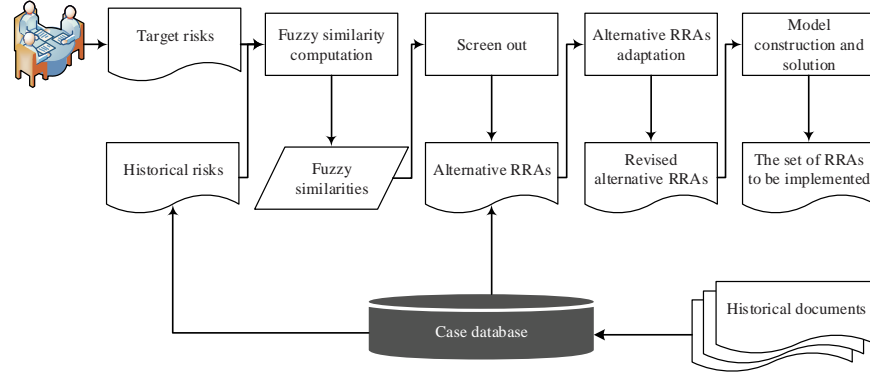 Target risks
Fuzzy similarity
computation
Screen out
Alternative RRAs
adaptation
Model
construction and
solution
Historical risks
Fuzzy
similarities
Alternative RRAs
Revised
alternative RRAs
The set of RRAs
to be implemented
Case database
Historical documents